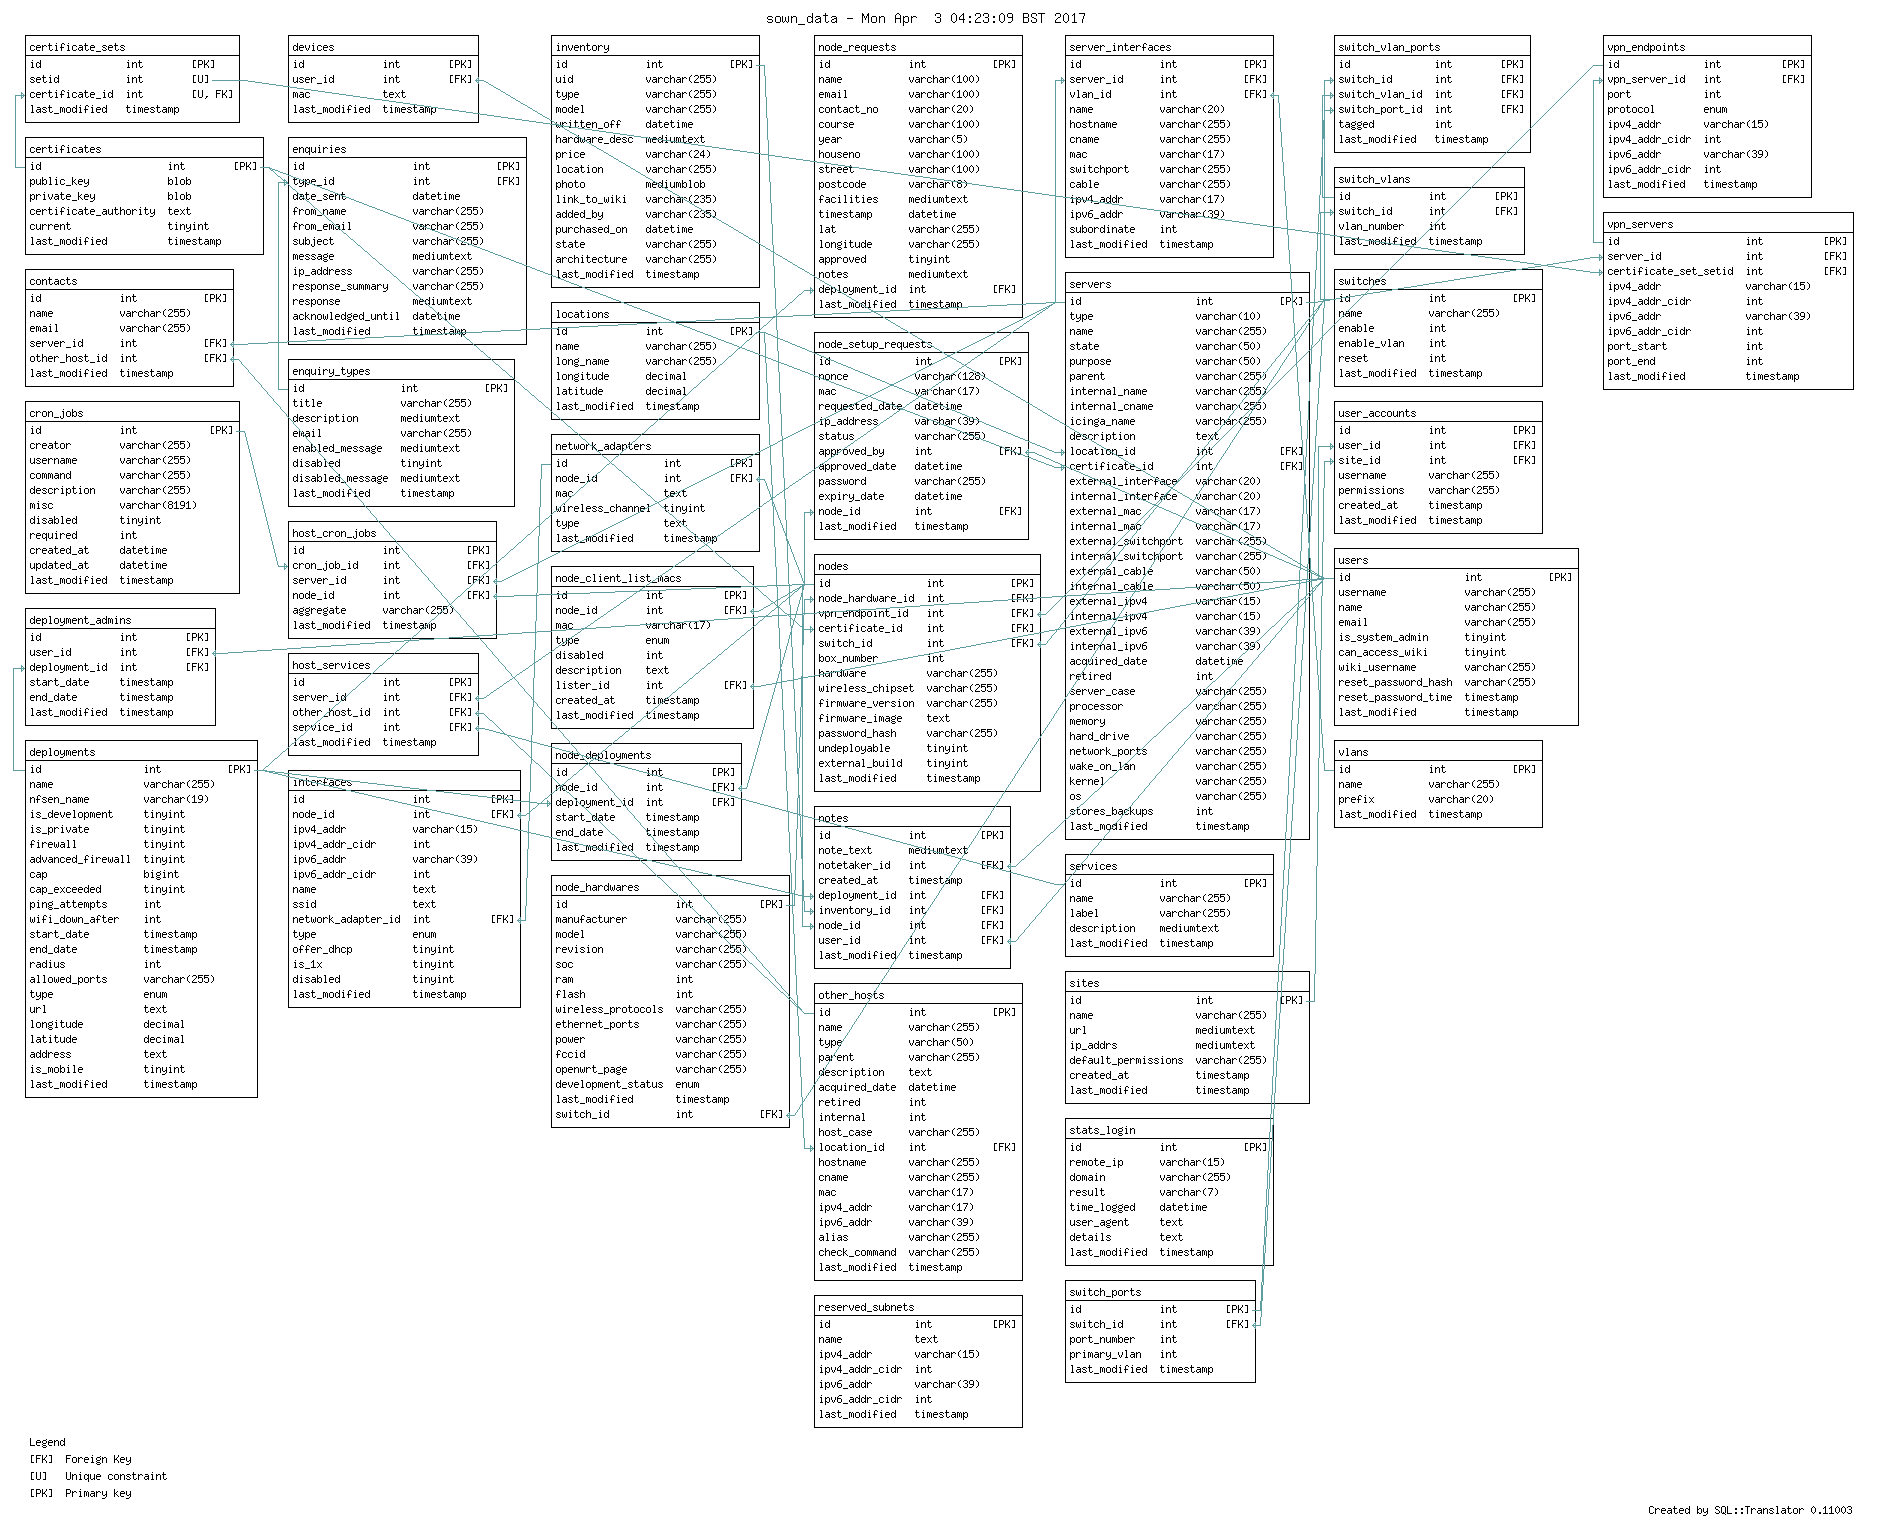 sown_data - Mon Apr  3 04:23:09 BST 2017
certificate_sets
id int [PK]
setid int [U]
certificate_id int [U, FK]
last_modified timestamp
certificates
id int [PK]
public_key blob
private_key blob
certificate_authority text
current tinyint
last_modified timestamp
contacts
id int [PK]
name varchar(255)
email varchar(255)
server_id int [FK]
other_host_id int [FK]
last_modified timestamp
cron_jobs
id int [PK]
creator varchar(255)
username varchar(255)
command varchar(255)
description varchar(255)
misc varchar(8191)
disabled tinyint
required int
created_at datetime
updated_at datetime
last_modified timestamp
deployment_admins
id int [PK]
user_id int [FK]
deployment_id int [FK]
start_date timestamp
end_date timestamp
last_modified timestamp
deployments
id int [PK]
name varchar(255)
nfsen_name varchar(19)
is_development tinyint
is_private tinyint
firewall tinyint
advanced_firewall tinyint
cap bigint
cap_exceeded tinyint
ping_attempts int
wifi_down_after int
start_date timestamp
end_date timestamp
radius int
allowed_ports varchar(255)
type enum
url text
longitude decimal
latitude decimal
address text
is_mobile tinyint
last_modified timestamp
devices
id int [PK]
user_id int [FK]
mac text
last_modified timestamp
enquiries
id int [PK]
type_id int [FK]
date_sent datetime
from_name varchar(255)
from_email varchar(255)
subject varchar(255)
message mediumtext
ip_address varchar(255)
response_summary varchar(255)
response mediumtext
acknowledged_until datetime
last_modified timestamp
enquiry_types
id int [PK]
title varchar(255)
description mediumtext
email varchar(255)
enabled_message mediumtext
disabled tinyint
disabled_message mediumtext
last_modified timestamp
host_cron_jobs
id int [PK]
cron_job_id int [FK]
server_id int [FK]
node_id int [FK]
aggregate varchar(255)
last_modified timestamp
host_services
id int [PK]
server_id int [FK]
other_host_id int [FK]
service_id int [FK]
last_modified timestamp
interfaces
id int [PK]
node_id int [FK]
ipv4_addr varchar(15)
ipv4_addr_cidr int
ipv6_addr varchar(39)
ipv6_addr_cidr int
name text
ssid text
network_adapter_id int [FK]
type enum
offer_dhcp tinyint
is_1x tinyint
disabled tinyint
last_modified timestamp
inventory
id int [PK]
uid varchar(255)
type varchar(255)
model varchar(255)
written_off datetime
hardware_desc mediumtext
price varchar(24)
location varchar(255)
photo mediumblob
link_to_wiki varchar(235)
added_by varchar(235)
purchased_on datetime
state varchar(255)
architecture varchar(255)
last_modified timestamp
locations
id int [PK]
name varchar(255)
long_name varchar(255)
longitude decimal
latitude decimal
last_modified timestamp
network_adapters
id int [PK]
node_id int [FK]
mac text
wireless_channel tinyint
type text
last_modified timestamp
node_client_list_macs
id int [PK]
node_id int [FK]
mac varchar(17)
type enum
disabled int
description text
lister_id int [FK]
created_at timestamp
last_modified timestamp
node_deployments
id int [PK]
node_id int [FK]
deployment_id int [FK]
start_date timestamp
end_date timestamp
last_modified timestamp
node_hardwares
id int [PK]
manufacturer varchar(255)
model varchar(255)
revision varchar(255)
soc varchar(255)
ram int
flash int
wireless_protocols varchar(255)
ethernet_ports varchar(255)
power varchar(255)
fccid varchar(255)
openwrt_page varchar(255)
development_status enum
last_modified timestamp
switch_id int [FK]
node_requests
id int [PK]
name varchar(100)
email varchar(100)
contact_no varchar(20)
course varchar(100)
year varchar(5)
houseno varchar(100)
street varchar(100)
postcode varchar(8)
facilities mediumtext
timestamp datetime
lat varchar(255)
longitude varchar(255)
approved tinyint
notes mediumtext
deployment_id int [FK]
last_modified timestamp
node_setup_requests
id int [PK]
nonce varchar(128)
mac varchar(17)
requested_date datetime
ip_address varchar(39)
status varchar(255)
approved_by int [FK]
approved_date datetime
password varchar(255)
expiry_date datetime
node_id int [FK]
last_modified timestamp
nodes
id int [PK]
node_hardware_id int [FK]
vpn_endpoint_id int [FK]
certificate_id int [FK]
switch_id int [FK]
box_number int
hardware varchar(255)
wireless_chipset varchar(255)
firmware_version varchar(255)
firmware_image text
password_hash varchar(255)
undeployable tinyint
external_build tinyint
last_modified timestamp
notes
id int [PK]
note_text mediumtext
notetaker_id int [FK]
created_at timestamp
deployment_id int [FK]
inventory_id int [FK]
node_id int [FK]
user_id int [FK]
last_modified timestamp
other_hosts
id int [PK]
name varchar(255)
type varchar(50)
parent varchar(255)
description text
acquired_date datetime
retired int
internal int
host_case varchar(255)
location_id int [FK]
hostname varchar(255)
cname varchar(255)
mac varchar(17)
ipv4_addr varchar(17)
ipv6_addr varchar(39)
alias varchar(255)
check_command varchar(255)
last_modified timestamp
reserved_subnets
id int [PK]
name text
ipv4_addr varchar(15)
ipv4_addr_cidr int
ipv6_addr varchar(39)
ipv6_addr_cidr int
last_modified timestamp
server_interfaces
id int [PK]
server_id int [FK]
vlan_id int [FK]
name varchar(20)
hostname varchar(255)
cname varchar(255)
mac varchar(17)
switchport varchar(255)
cable varchar(255)
ipv4_addr varchar(17)
ipv6_addr varchar(39)
subordinate int
last_modified timestamp
servers
id int [PK]
type varchar(10)
name varchar(255)
state varchar(50)
purpose varchar(50)
parent varchar(255)
internal_name varchar(255)
internal_cname varchar(255)
icinga_name varchar(255)
description text
location_id int [FK]
certificate_id int [FK]
external_interface varchar(20)
internal_interface varchar(20)
external_mac varchar(17)
internal_mac varchar(17)
external_switchport varchar(255)
internal_switchport varchar(255)
external_cable varchar(50)
internal_cable varchar(50)
external_ipv4 varchar(15)
internal_ipv4 varchar(15)
external_ipv6 varchar(39)
internal_ipv6 varchar(39)
acquired_date datetime
retired int
server_case varchar(255)
processor varchar(255)
memory varchar(255)
hard_drive varchar(255)
network_ports varchar(255)
wake_on_lan varchar(255)
kernel varchar(255)
os varchar(255)
stores_backups int
last_modified timestamp
services
id int [PK]
name varchar(255)
label varchar(255)
description mediumtext
last_modified timestamp
sites
id int [PK]
name varchar(255)
url mediumtext
ip_addrs mediumtext
default_permissions varchar(255)
created_at timestamp
last_modified timestamp
stats_login
id int [PK]
remote_ip varchar(15)
domain varchar(255)
result varchar(7)
time_logged datetime
user_agent text
details text
last_modified timestamp
switch_ports
id int [PK]
switch_id int [FK]
port_number int
primary_vlan int
last_modified timestamp
switch_vlan_ports
id int [PK]
switch_id int [FK]
switch_vlan_id int [FK]
switch_port_id int [FK]
tagged int
last_modified timestamp
switch_vlans
id int [PK]
switch_id int [FK]
vlan_number int
last_modified timestamp
switches
id int [PK]
name varchar(255)
enable int
enable_vlan int
reset int
last_modified timestamp
user_accounts
id int [PK]
user_id int [FK]
site_id int [FK]
username varchar(255)
permissions varchar(255)
created_at timestamp
last_modified timestamp
users
id int [PK]
username varchar(255)
name varchar(255)
email varchar(255)
is_system_admin tinyint
can_access_wiki tinyint
wiki_username varchar(255)
reset_password_hash varchar(255)
reset_password_time timestamp
last_modified timestamp
vlans
id int [PK]
name varchar(255)
prefix varchar(20)
last_modified timestamp
vpn_endpoints
id int [PK]
vpn_server_id int [FK]
port int
protocol enum
ipv4_addr varchar(15)
ipv4_addr_cidr int
ipv6_addr varchar(39)
ipv6_addr_cidr int
last_modified timestamp
vpn_servers
id int [PK]
server_id int [FK]
certificate_set_setid int [FK]
ipv4_addr varchar(15)
ipv4_addr_cidr int
ipv6_addr varchar(39)
ipv6_addr_cidr int
port_start int
port_end int
last_modified timestamp
Legend
[FK] Foreign Key
[U] Unique constraint
[PK] Primary key
Created by SQL::Translator 0.11003